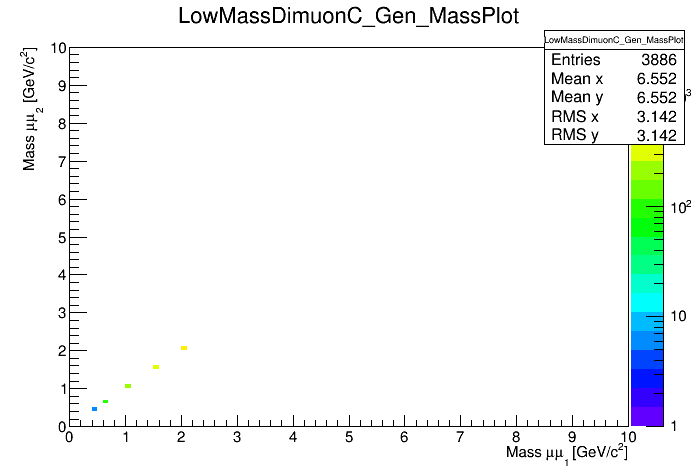 LowMassDimuonC_Gen_MassPlot
LowMassDimuonC_Gen_MassPlot
Entries 3886
Mean x 6.552
Mean y 6.552
RMS x 3.142
RMS y 3.142
Mass μμ₂ [GeV/c²]
10
9
8
7
6
5
4
3
2
1
0
0 1 2 3 4 5 6 7 8 9 10
Mass μμ₁ [GeV/c²]
3
10²
10
1